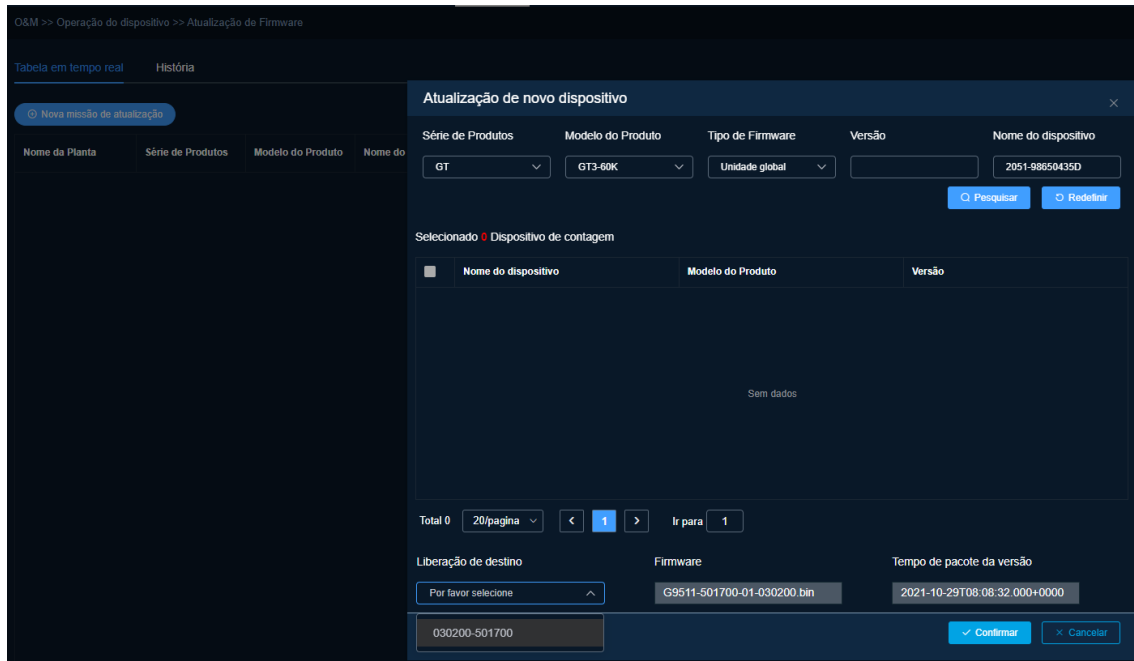 O&M >> Operação do dispositivo >> Atualização de Firmware
Tabela em tempo real História
Nova missão de atualização
Nome da Planta Série de Produtos Modelo do Produto Nome do
Atualização de novo dispositivo
Série de Produtos Modelo do Produto Tipo de Firmware Versão Nome do dispositivo
GT GT3-60K Unidade global 2051-98650435D
Pesquisar Redefinir
Selecionado 0 Dispositivo de contagem
Nome do dispositivo Modelo do Produto Versão
Sem dados
Total 0 20/pagina 1 Ir para 1
Liberação de destino Firmware Tempo de pacote da versão
Por favor selecione G9511-501700-01-030200.bin 2021-10-29T08:08:32.000+0000
030200-501700 Confirmar Cancelar